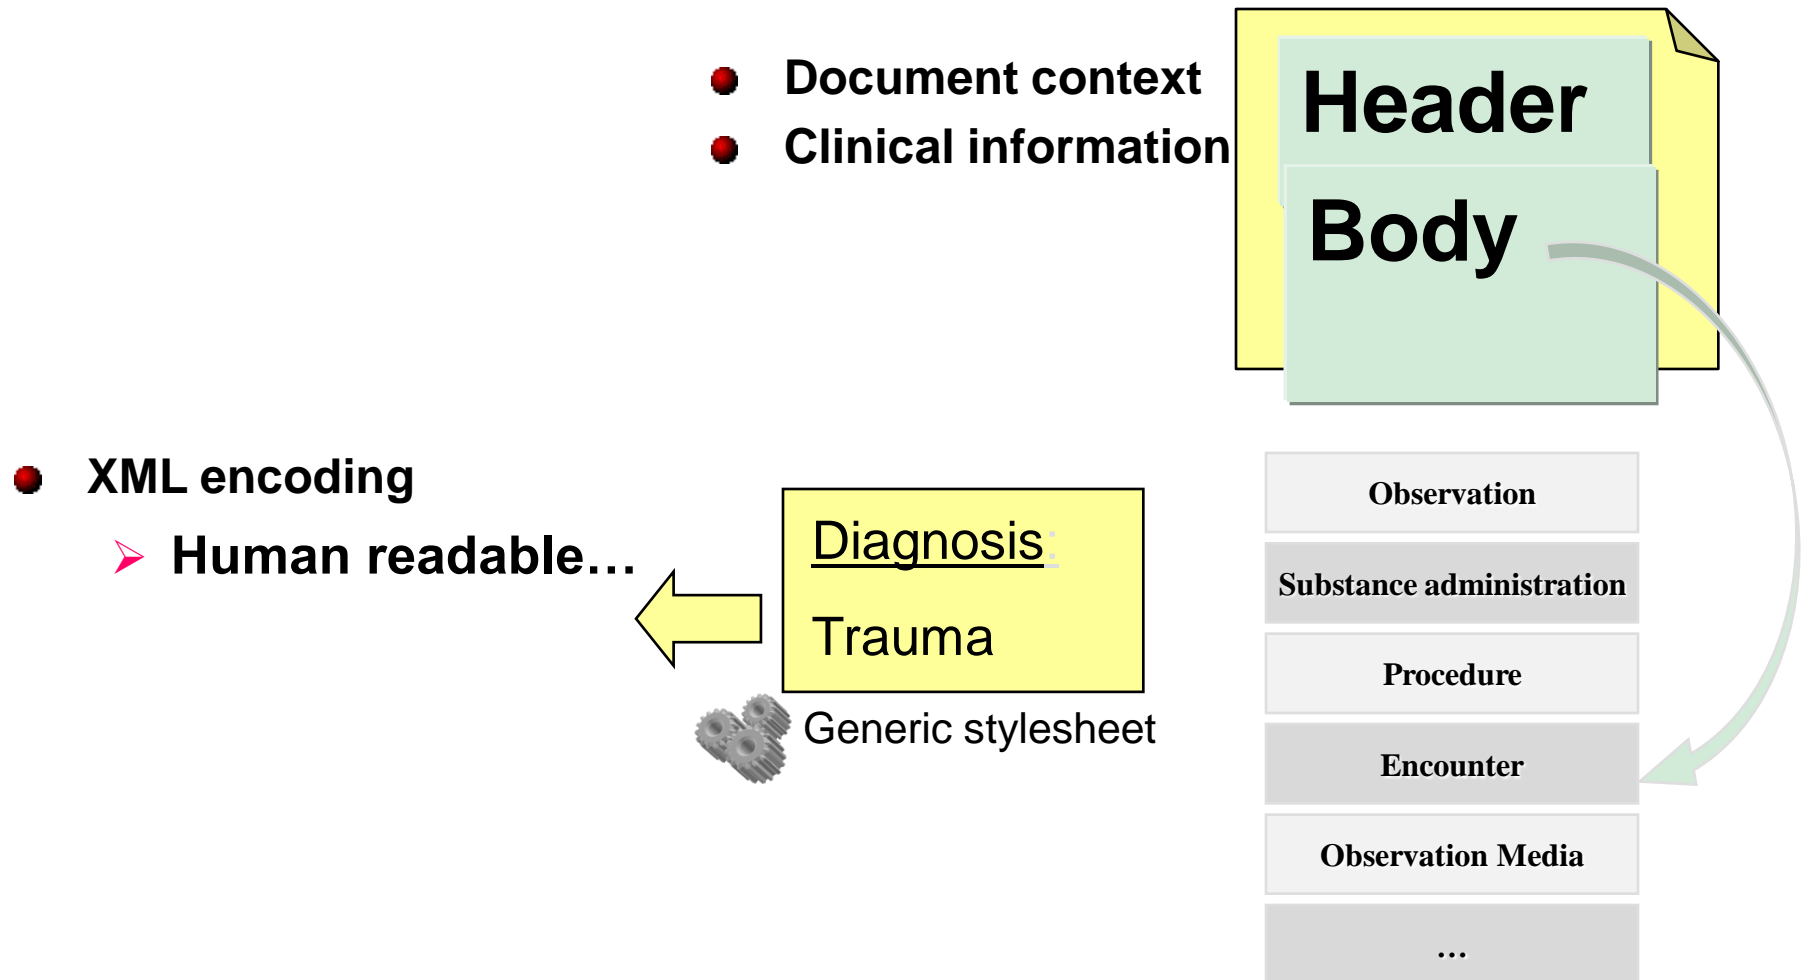 Document context
Clinical information
Header
Body
XML encoding
Human readable…
Diagnosis:
Trauma
Generic stylesheet
Observation
Substance administration
Procedure
Encounter
Observation Media
…